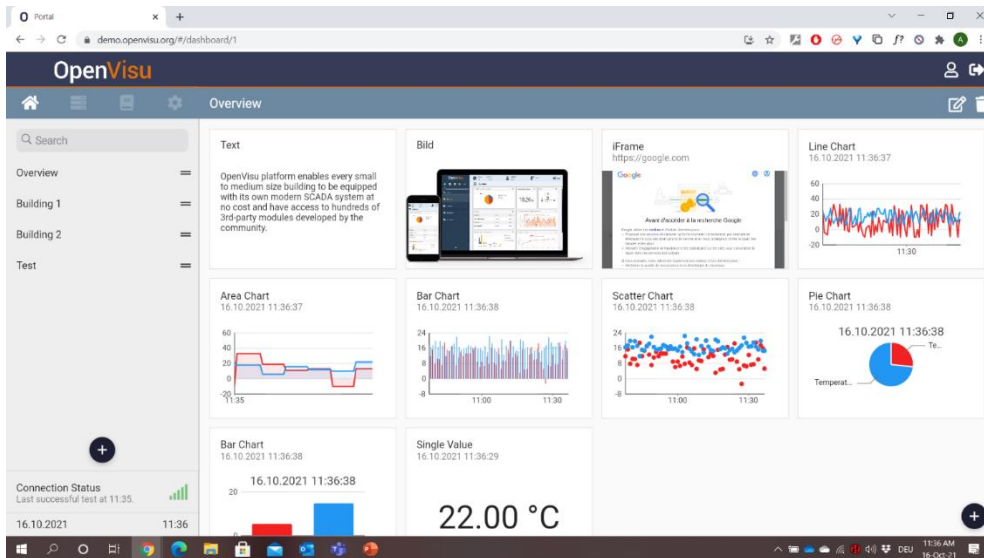 Portal
demo.openvisu.org/#/dashboard/1
OpenVisu
Overview
Search
Overview
Building 1
Building 2
Test
Connection Status
Last successful test at 11:35.
16.10.2021 11:36
Text
OpenVisu platform enables every small
to medium size building to be equipped
with its own modern SCADA system at
no cost and have access to hundreds of
3rd-party modules developed by the
community.
Bild
iFrame
https://google.com
Google
Avant d'accéder à la recherche Google
Line Chart
16.10.2021 11:36:37
60
40
20
0
-20
11:30
Area Chart
16.10.2021 11:36:37
60
40
20
0
-20
11:35
Bar Chart
16.10.2021 11:36:38
24
16
8
0
-8
11:00 11:30
Scatter Chart
16.10.2021 11:36:38
24
16
8
0
-8
11:00 11:30
Pie Chart
16.10.2021 11:36:38
16.10.2021 11:36:38
Te...
Temperat...
Bar Chart
16.10.2021 11:36:38
16.10.2021 11:36:38
20
0
Single Value
16.10.2021 11:36:29
22.00 °C
DEU
11:36 AM
16-Oct-21